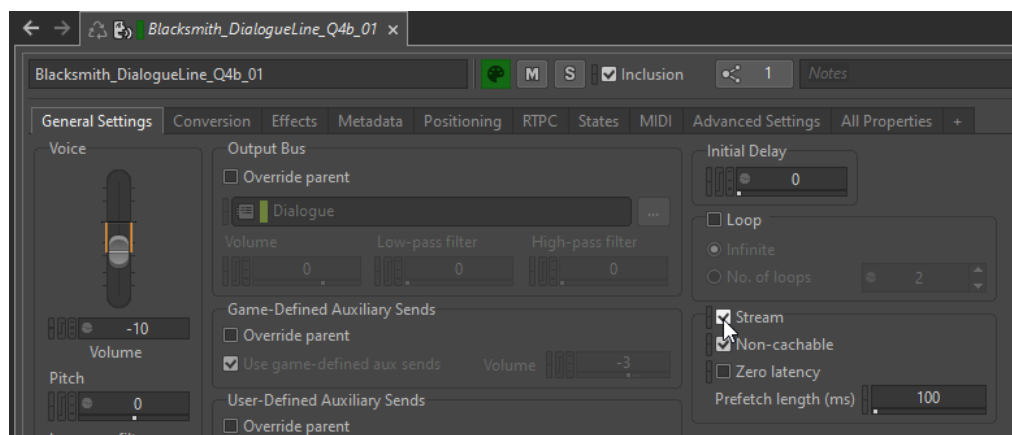 Blacksmith_DialogueLine_Q4b_01 ×
Blacksmith_DialogueLine_Q4b_01 M S Inclusion 1 Notes
General Settings Conversion Effects Metadata Positioning RTPC States MIDI Advanced Settings All Properties +
Voice
-10
Volume
Pitch
0
Output Bus
Override parent
Dialogue ...
Volume Low-pass filter High-pass filter
0 0 0
Game-Defined Auxiliary Sends
Override parent
Use game-defined aux sends Volume -3
User-Defined Auxiliary Sends
Override parent
Initial Delay
0
Loop
Infinite
No. of loops 2
Stream
Non-cachable
Zero latency
Prefetch length (ms) 100